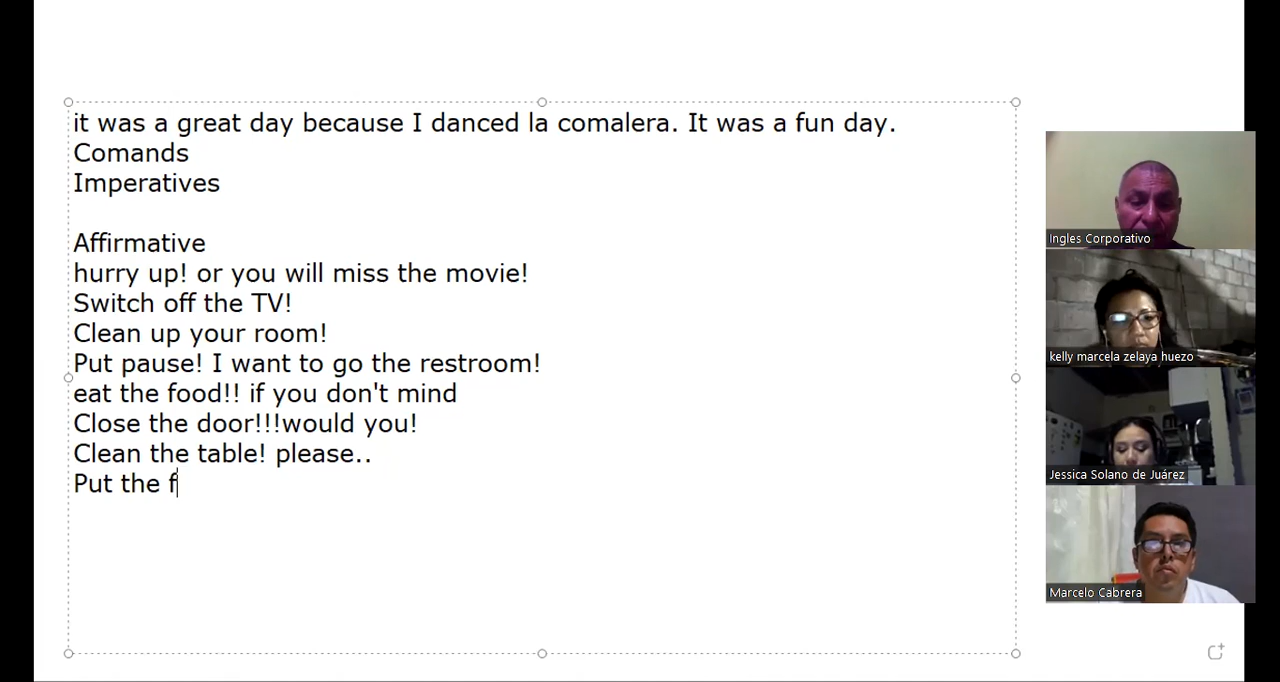 it was a great day because I danced la comalera. It was a fun day.
Comands
Imperatives
Affirmative
hurry up! or you will miss the movie!
Switch off the TV!
Clean up your room!
Put pause! I want to go the restroom!
eat the food!! if you don't mind
Close the door!!!would you!
Clean the table! please..
Put the f
Ingles Corporativo
kelly marcela zelaya huezo
Jessica Solano de Juárez
Marcelo Cabrera